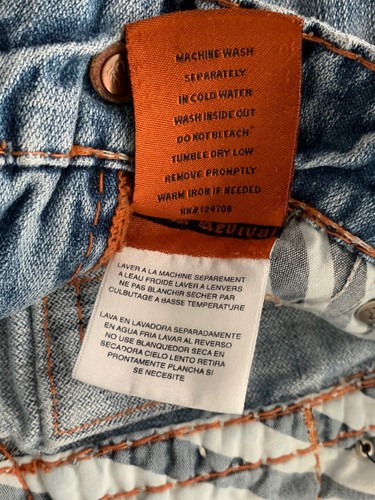 MACHINE WASH
SEPARATELY
IN COLD WATER
WASH INSIDE OUT
DO NOT BLEACH
TUMBLE DRY LOW
REMOVE PROMPTLY
WARM IRON IF NEEDED
RN#124708
LAVER A LA MACHINE SEPAREMENT
A LEAU FROIDE LAVER A LENVERS
NE PAS BLANCHIR SECHER PAR
CULBUTAGE A BASSE TEMPERATURE
LAVA EN LAVADORA SEPARADAMENTE
EN AGUA FRIA LAVAR AL REVERSO
NO USE BLANQUEDOR SECA EN
SECADORA CIELO LENTO RETIRA
PRONTAMENTE PLANCHA SI
SE NECESITE